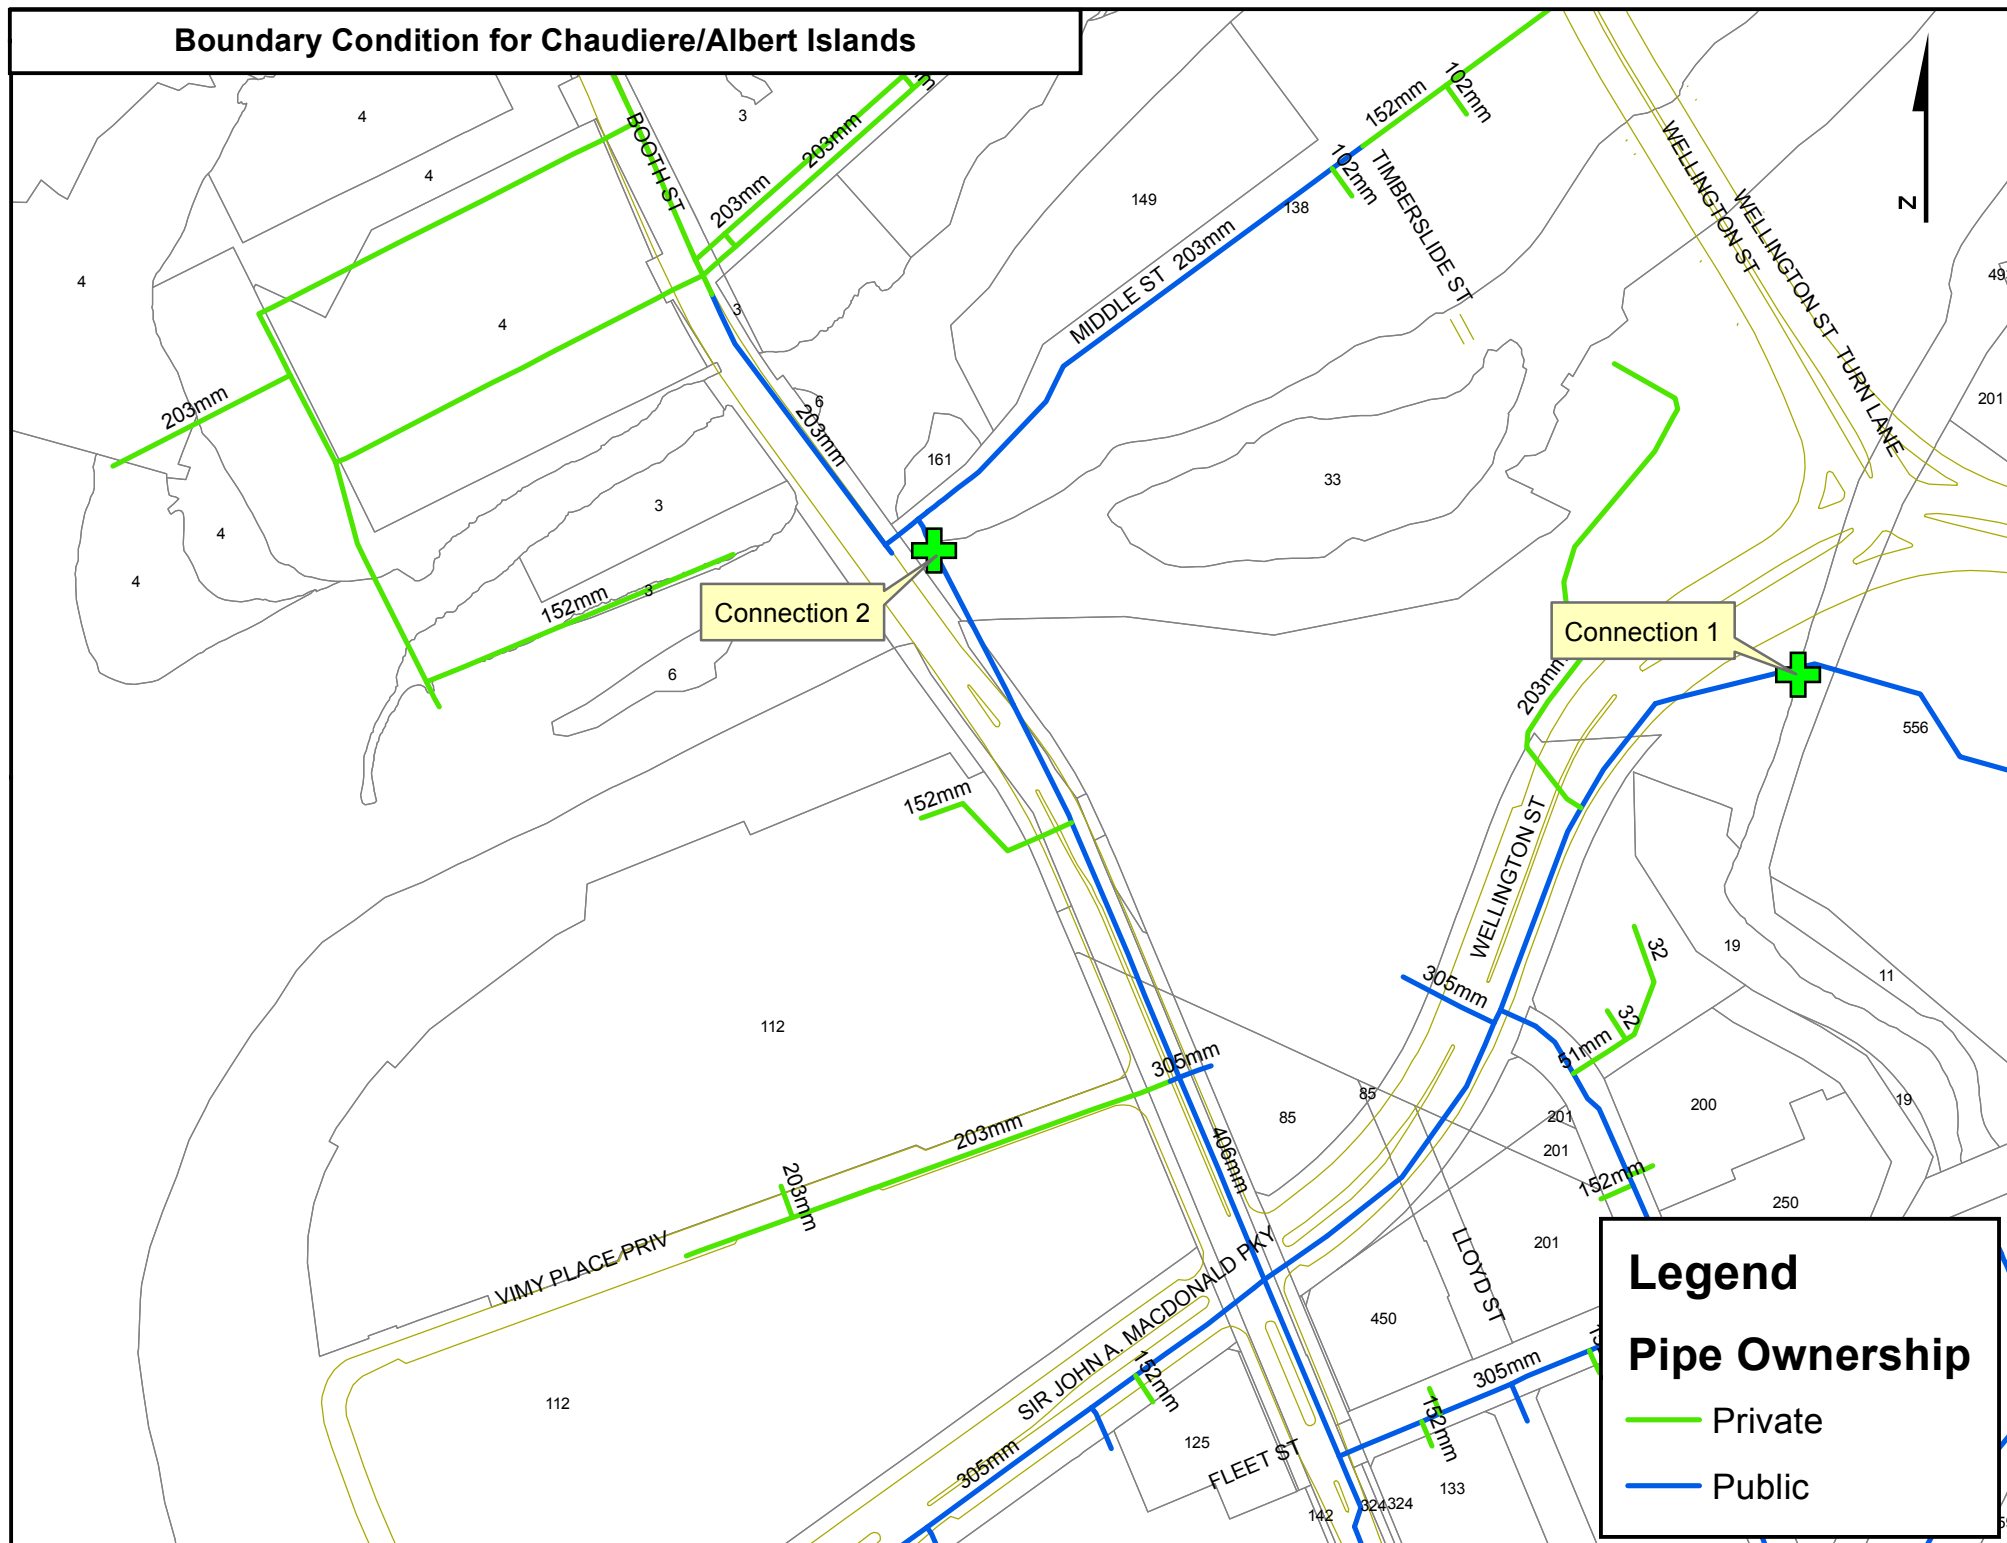 Boundary Condition for Chaudiere/Albert Islands
4
3
4
4
3
4
4
4
3
3
6
6
149
138
161
33
49
201
556
BOOTH ST
203mm
203mm
152mm
102mm
102mm
TIMBERSLIDE ST
MIDDLE ST 203mm
WELLINGTON ST
WELLINGTON ST TURN LANE
203mm
203mm
152mm
Connection 2
Connection 1
203mm
152mm
WELLINGTON ST
305mm
32
32
51mm
19
11
19
112
305mm
85
85
201
201
200
203mm
203mm
406mm
152mm
250
VIMY PLACE PRIV
SIR JOHN A. MACDONALD PKY
LLOYD ST
201
450
305mm
152mm
152mm
112
305mm
125
FLEET ST
133
142
324
324
N
Legend
Pipe Ownership
Private
Public